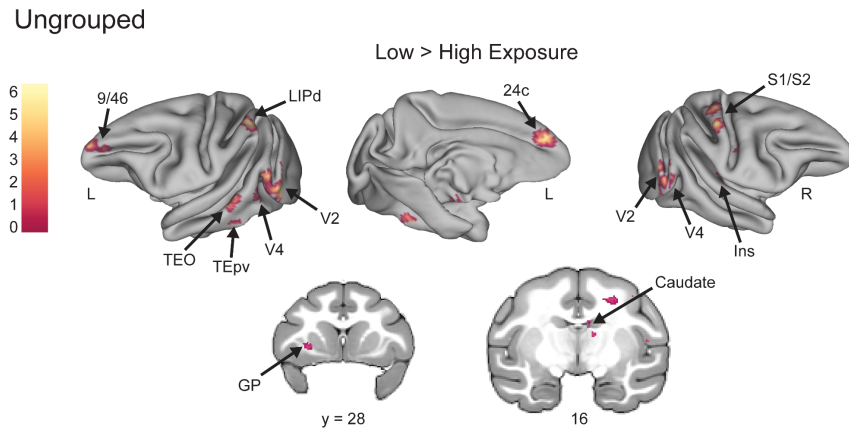 Ungrouped
Low > High Exposure
6
5
4
3
2
1
0
9/46
LIPd
24c
S1/S2
L
L
R
V2
V4
TEO
TEpv
V2
V4
Ins
Caudate
GP
y = 28
16